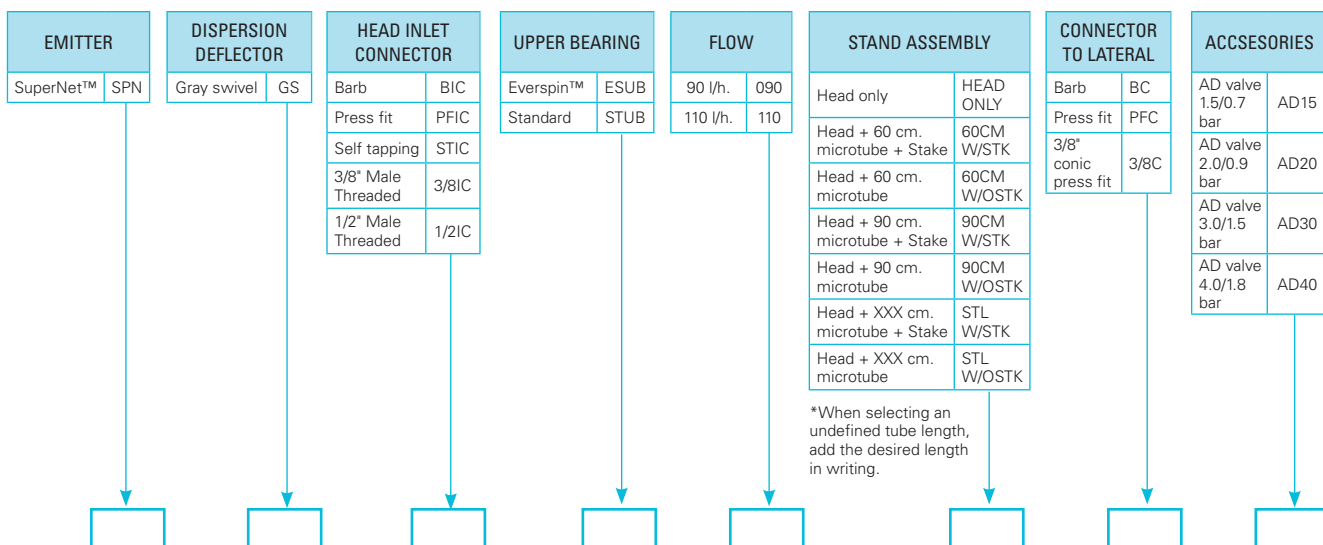 EMITTER
SuperNet™ SPN
DISPERSION
DEFLECTOR
Gray swivel GS
HEAD INLET
CONNECTOR
Barb BIC
Press fit PFIC
Self tapping STIC
3/8" Male
Threaded 3/8IC
1/2" Male
Threaded 1/2IC
UPPER BEARING
Everspin™ ESUB
Standard STUB
FLOW
90 l/h. 090
110 l/h. 110
STAND ASSEMBLY
Head only HEAD
ONLY
Head + 60 cm. 60CM
microtube + Stake W/STK
Head + 60 cm. 60CM
microtube W/OSTK
Head + 90 cm. 90CM
microtube + Stake W/STK
Head + 90 cm. 90CM
microtube W/OSTK
Head + XXX cm. STL
microtube + Stake W/STK
Head + XXX cm. STL
microtube W/OSTK
*When selecting an
undefined tube length,
add the desired length
in writing.
CONNECTOR
TO LATERAL
Barb BC
Press fit PFC
3/8"
conic 3/8C
press fit
ACCSESORIES
AD valve
1.5/0.7 AD15
bar
AD valve
2.0/0.9 AD20
bar
AD valve
3.0/1.5 AD30
bar
AD valve
4.0/1.8 AD40
bar